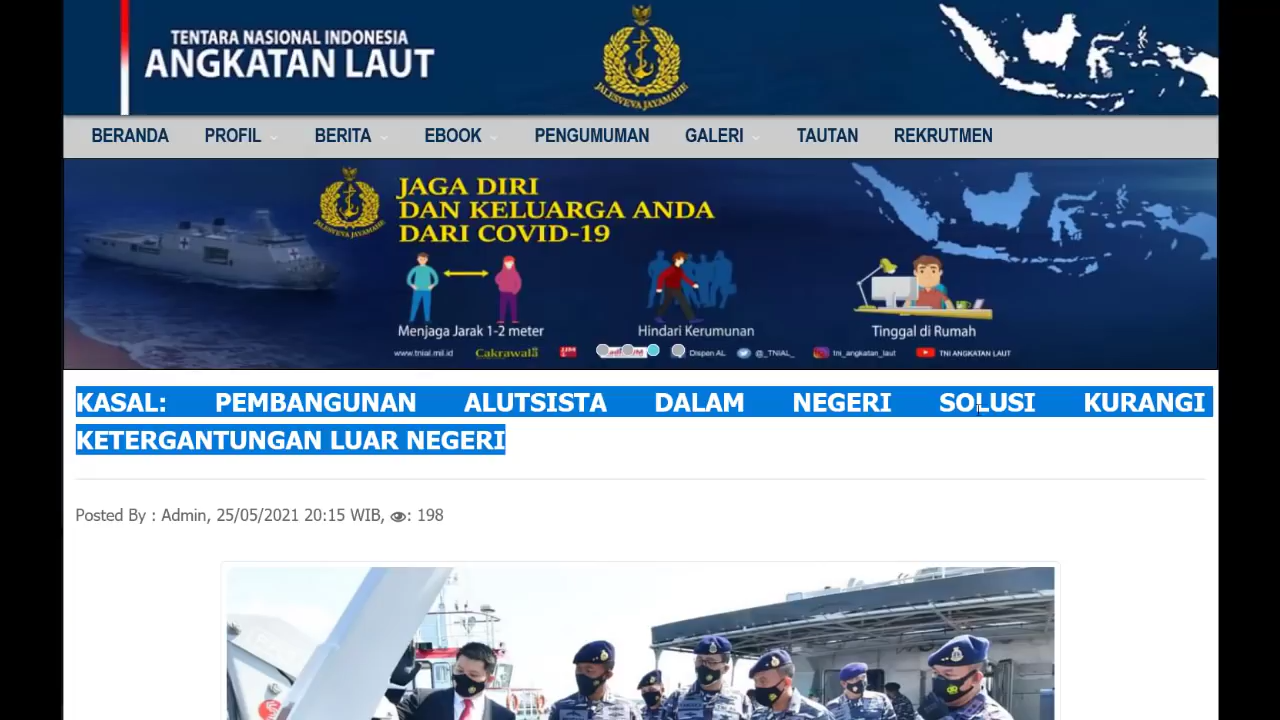 TENTARA NASIONAL INDONESIA
ANGKATAN LAUT
JALESVEVA JAYAMAHE
BERANDA PROFIL BERITA EBOOK PENGUMUMAN GALERI TAUTAN REKRUTMEN
JALESVEVA JAYAMAHE
JAGA DIRI
DAN KELUARGA ANDA
DARI COVID-19
Menjaga Jarak 1-2 meter Hindari Kerumunan Tinggal di Rumah
www.tnial.mil.id Cakrawala Dispen AL @_TNIAL_ tni_angkatan_laut TNI ANGKATAN LAUT
KASAL: PEMBANGUNAN ALUTSISTA DALAM NEGERI SOLUSI KURANGI
KETERGANTUNGAN LUAR NEGERI
Posted By : Admin, 25/05/2021 20:15 WIB, : 198